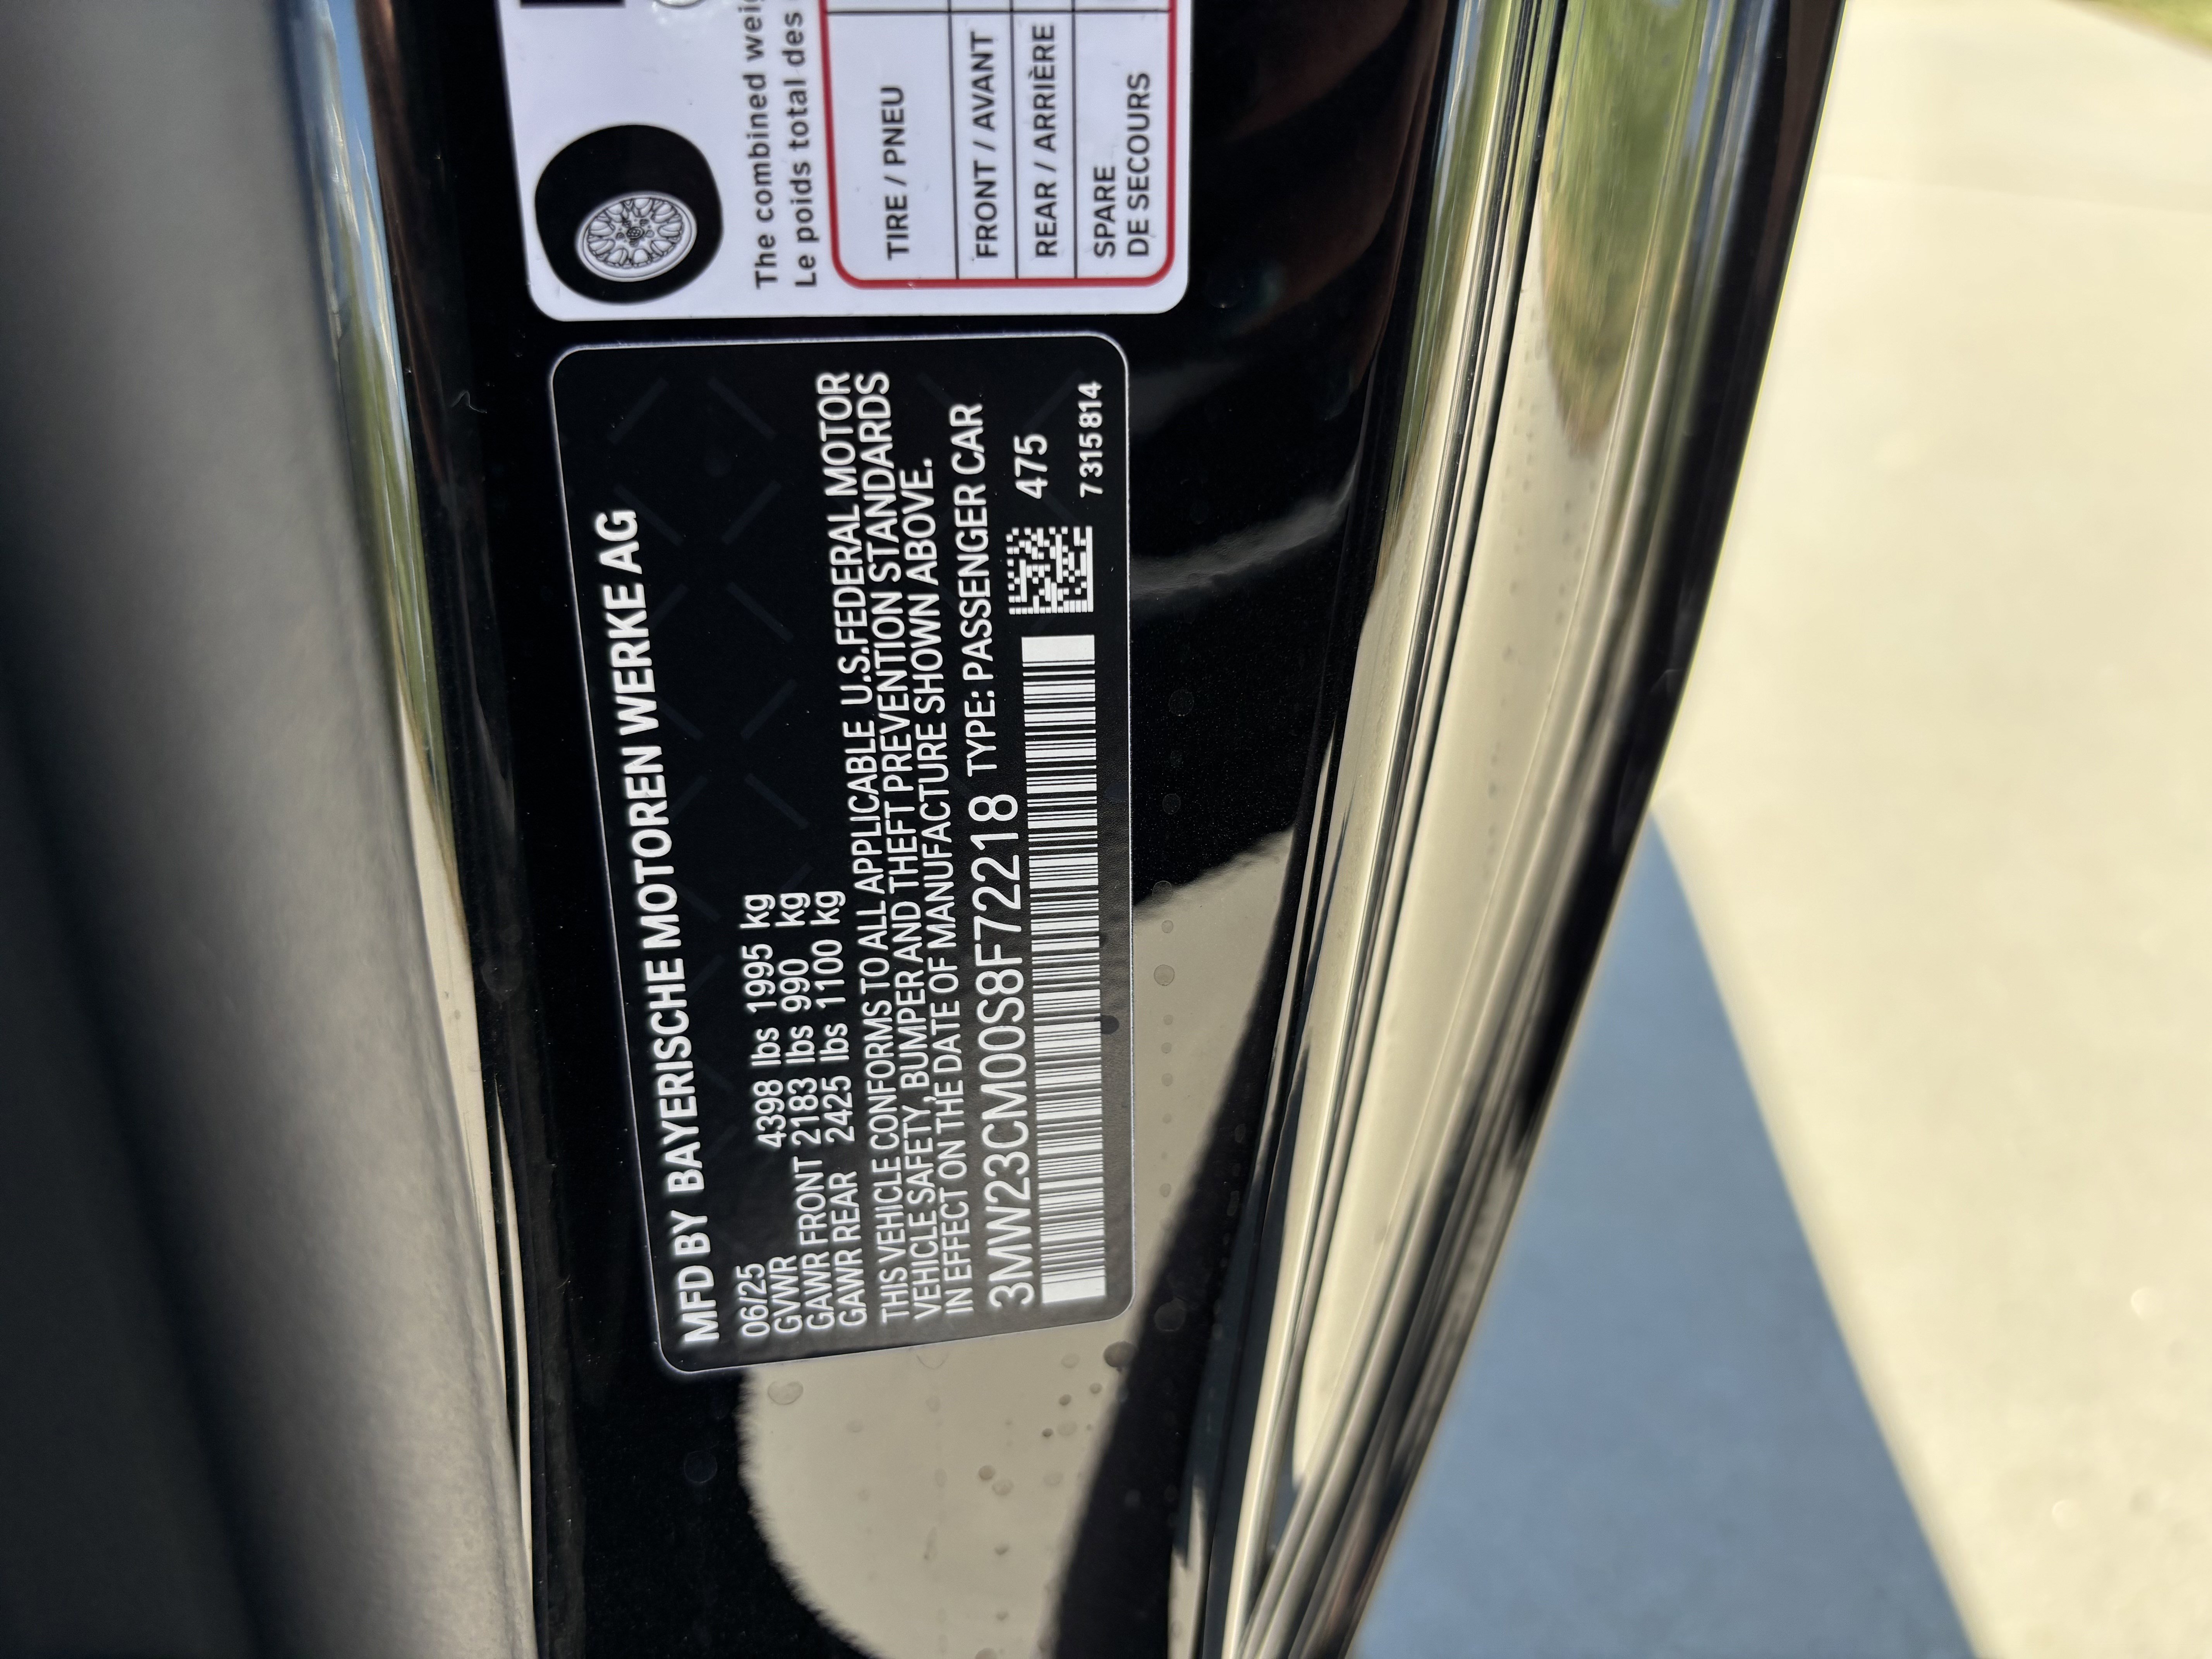 MFD BY BAYERISCHE MOTOREN WERKE AG
06/25
GVWR 4398 lbs 1995 kg
GAWR FRONT 2183 lbs 990 kg
GAWR REAR 2425 lbs 1100 kg
THIS VEHICLE CONFORMS TO ALL APPLICABLE U.S.FEDERAL MOTOR
VEHICLE SAFETY, BUMPER AND THEFT PREVENTION STANDARDS
IN EFFECT ON THE DATE OF MANUFACTURE SHOWN ABOVE.
3MW23CM00S8F72218 TYPE: PASSENGER CAR
475
7315814
The combined
Le poids total des
TIRE / PNEU
FRONT / AVANT
REAR / ARRIÈRE
SPARE
DE SECOURS